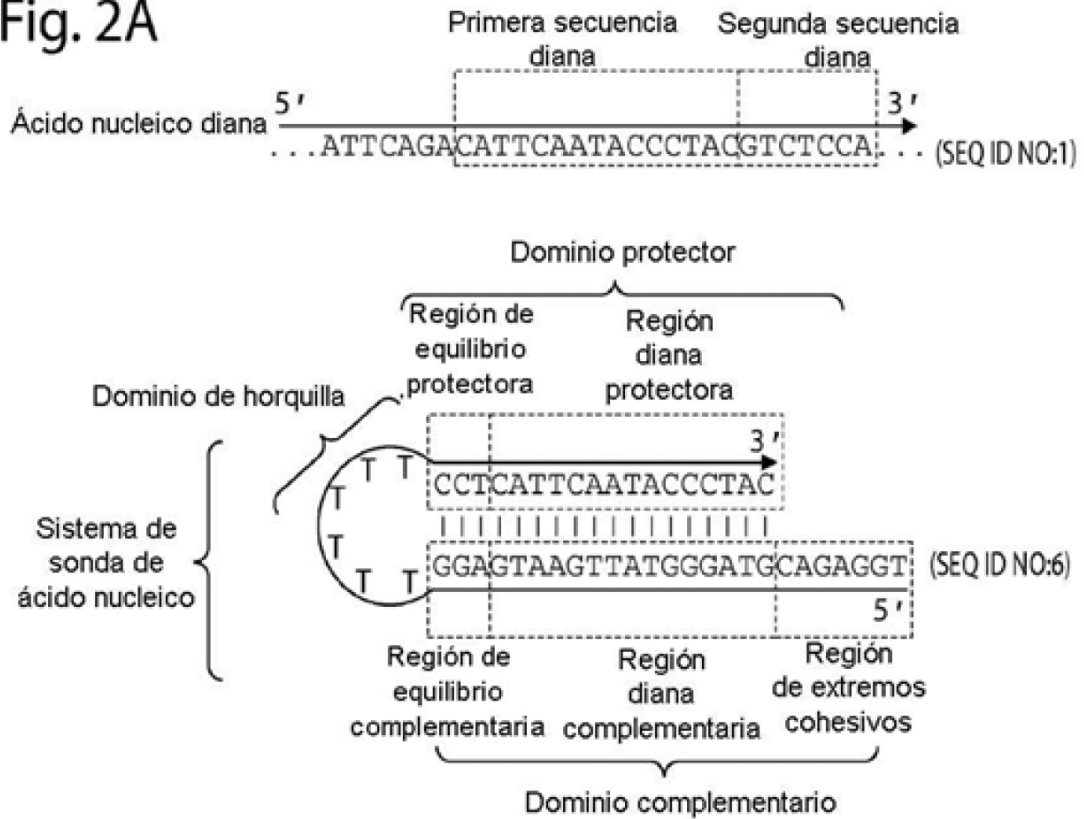 Fig. 2A
Primera secuencia
diana
Segunda secuencia
diana
5'
3'
Ácido nucleico diana
...ATTCAGACATTCAATACCCTACGTCTCCA...
(SEQ ID NO:1)
Dominio protector
Región de
equilibrio
protectora
Región
diana
protectora
Dominio de horquilla
3'
T T
T
T
T T
CCTCATTCAATACCCTAC
GGAGTAAGTTATGGGATGCAGAGGT
(SEQ ID NO:6)
5'
Sistema de
sonda de
ácido nucleico
Región de
equilibrio
complementaria
Región
diana
complementaria
Región
de extremos
cohesivos
Dominio complementario